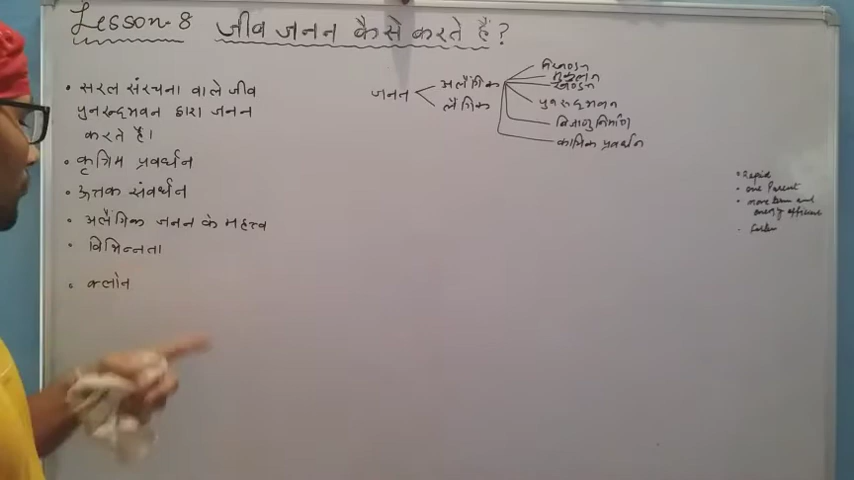 Lesson-8 जीव जनन कैसे करते हैं?
• सरल संरचना वाले जीव
पुनरुद्भवन द्वारा जनन
करते है।
• कृत्रिम प्रवर्धन
• ऊत्तक संवर्धन
• अलैंगिक जनन के महत्त्व
• विभिन्नता
• क्लोन
जनन
अलैंगिक
लैंगिक
विखण्डन
मुकुलन
खण्डन
पुनरुद्भवन
बिजाणु निर्माण
कायिक प्रवर्धन
• Rapid
• one Parent
• more time and
energy efficient
• faster